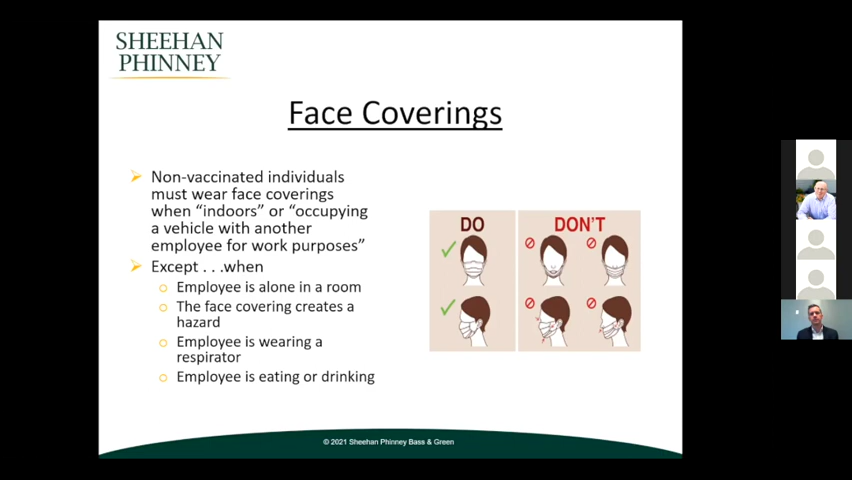 SHEEHAN
PHINNEY
Face Coverings
Non-vaccinated individuals
must wear face coverings
when “indoors” or “occupying
a vehicle with another
employee for work purposes”
Except . . .when
Employee is alone in a room
The face covering creates a
hazard
Employee is wearing a
respirator
Employee is eating or drinking
DO
DON'T
© 2021 Sheehan Phinney Bass & Green